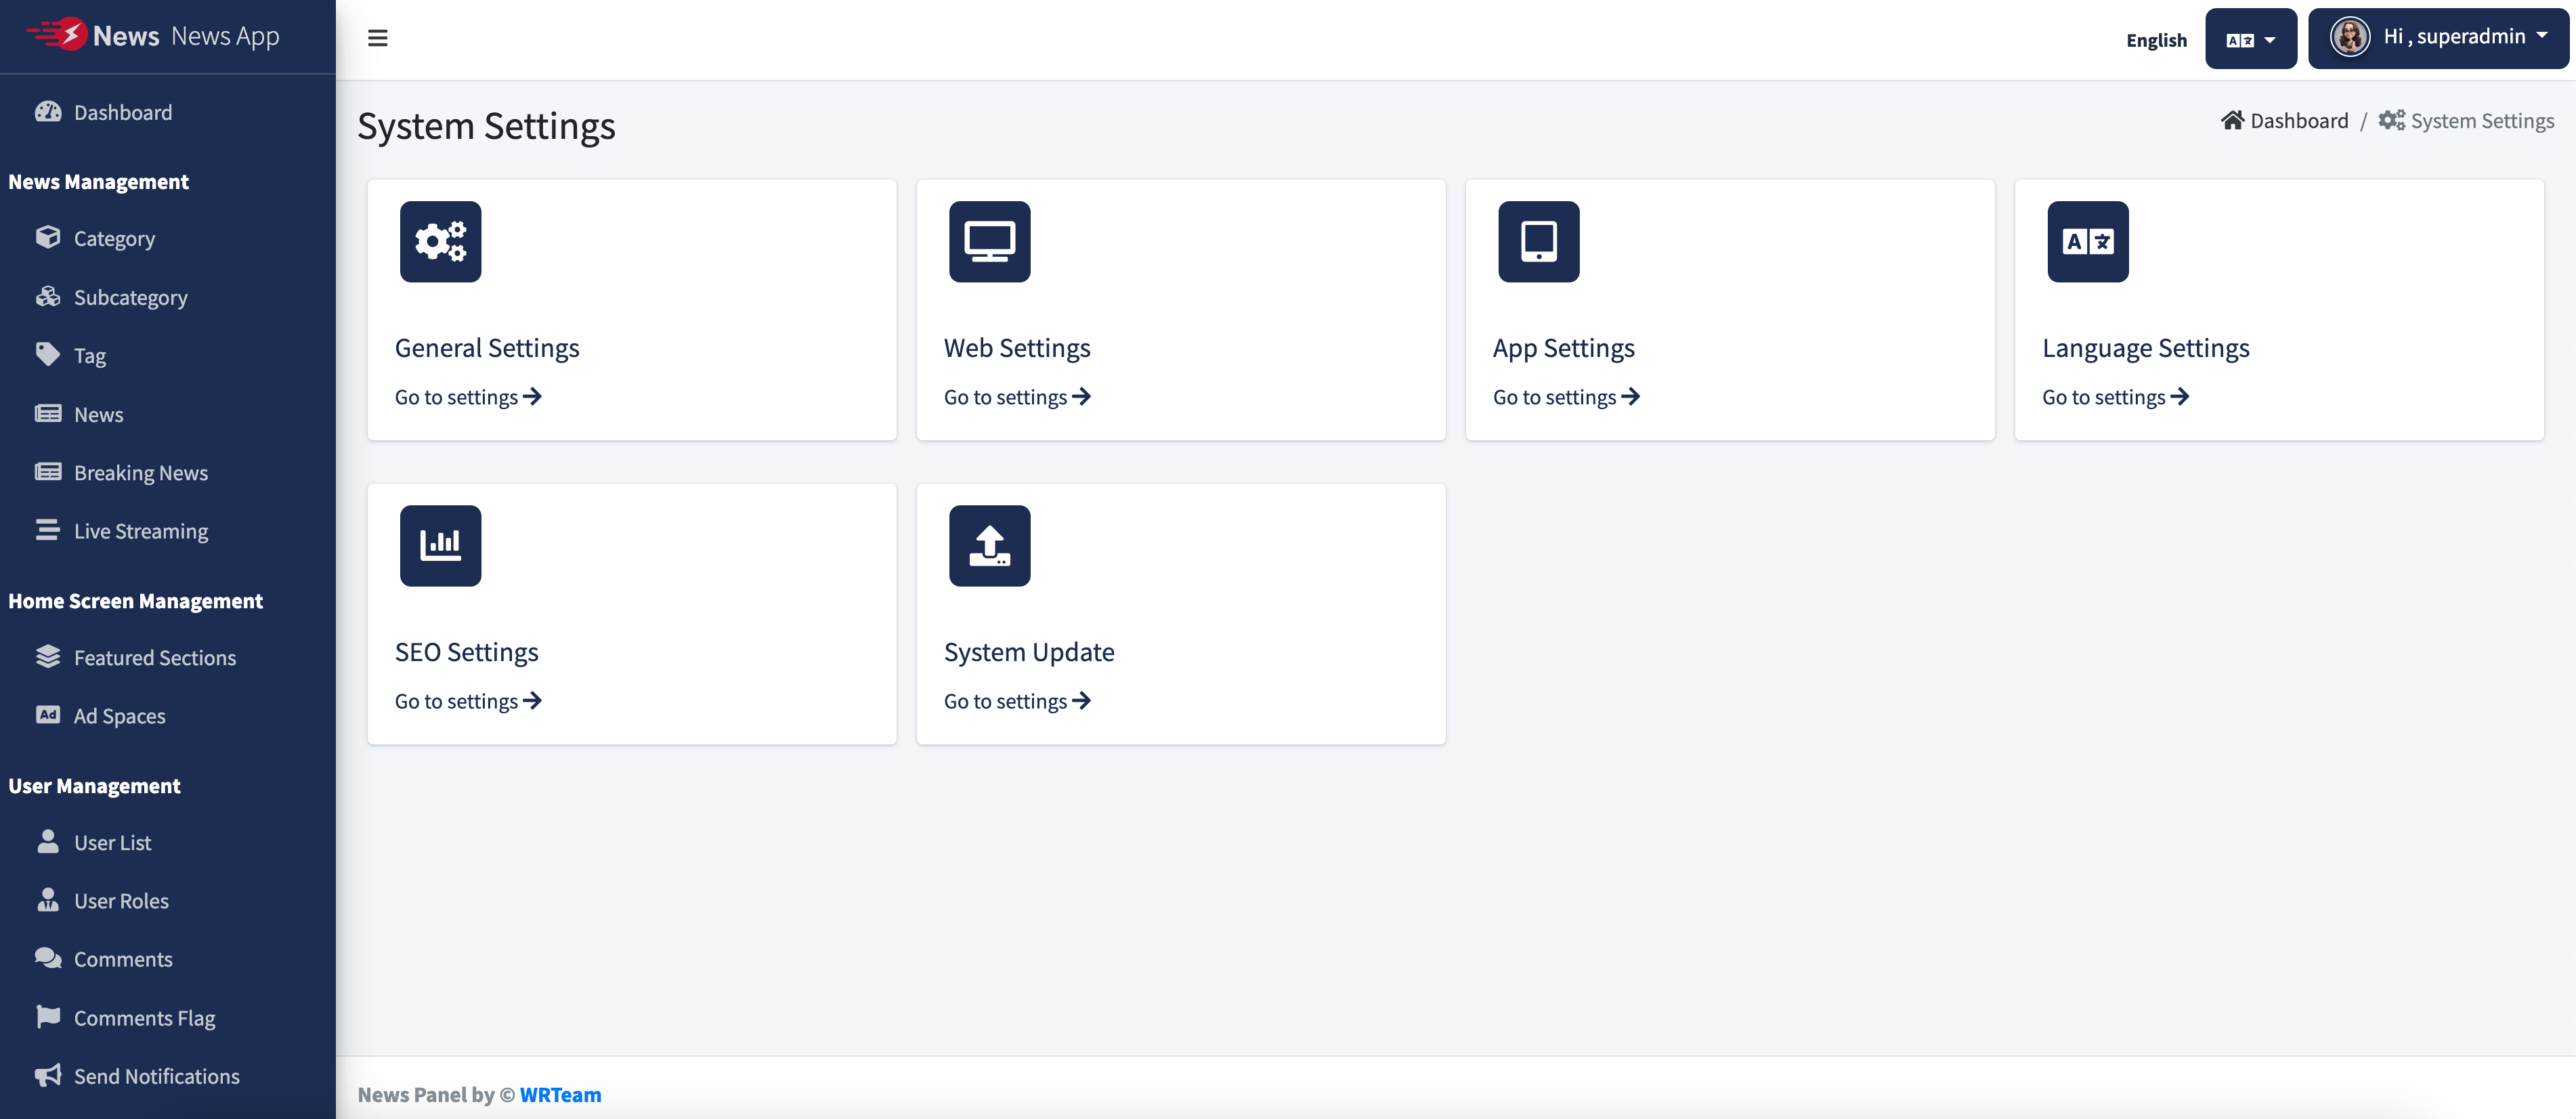 News News App
English
Hi , superadmin
Dashboard
News Management
Category
Subcategory
Tag
News
Breaking News
Live Streaming
Home Screen Management
Featured Sections
Ad Spaces
User Management
User List
User Roles
Comments
Comments Flag
Send Notifications
System Settings
Dashboard / System Settings
General Settings
Go to settings
Web Settings
Go to settings
App Settings
Go to settings
Language Settings
Go to settings
SEO Settings
Go to settings
System Update
Go to settings
News Panel by © WRTeam